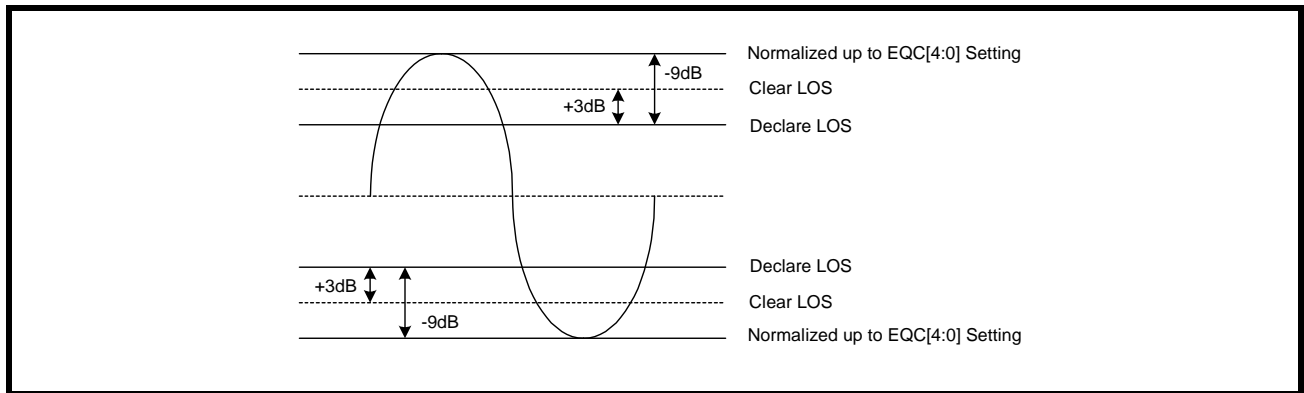 Normalized up to EQC[4:0] Setting
-9dB
Clear LOS
+3dB
Declare LOS
Declare LOS
+3dB
Clear LOS
-9dB
Normalized up to EQC[4:0] Setting